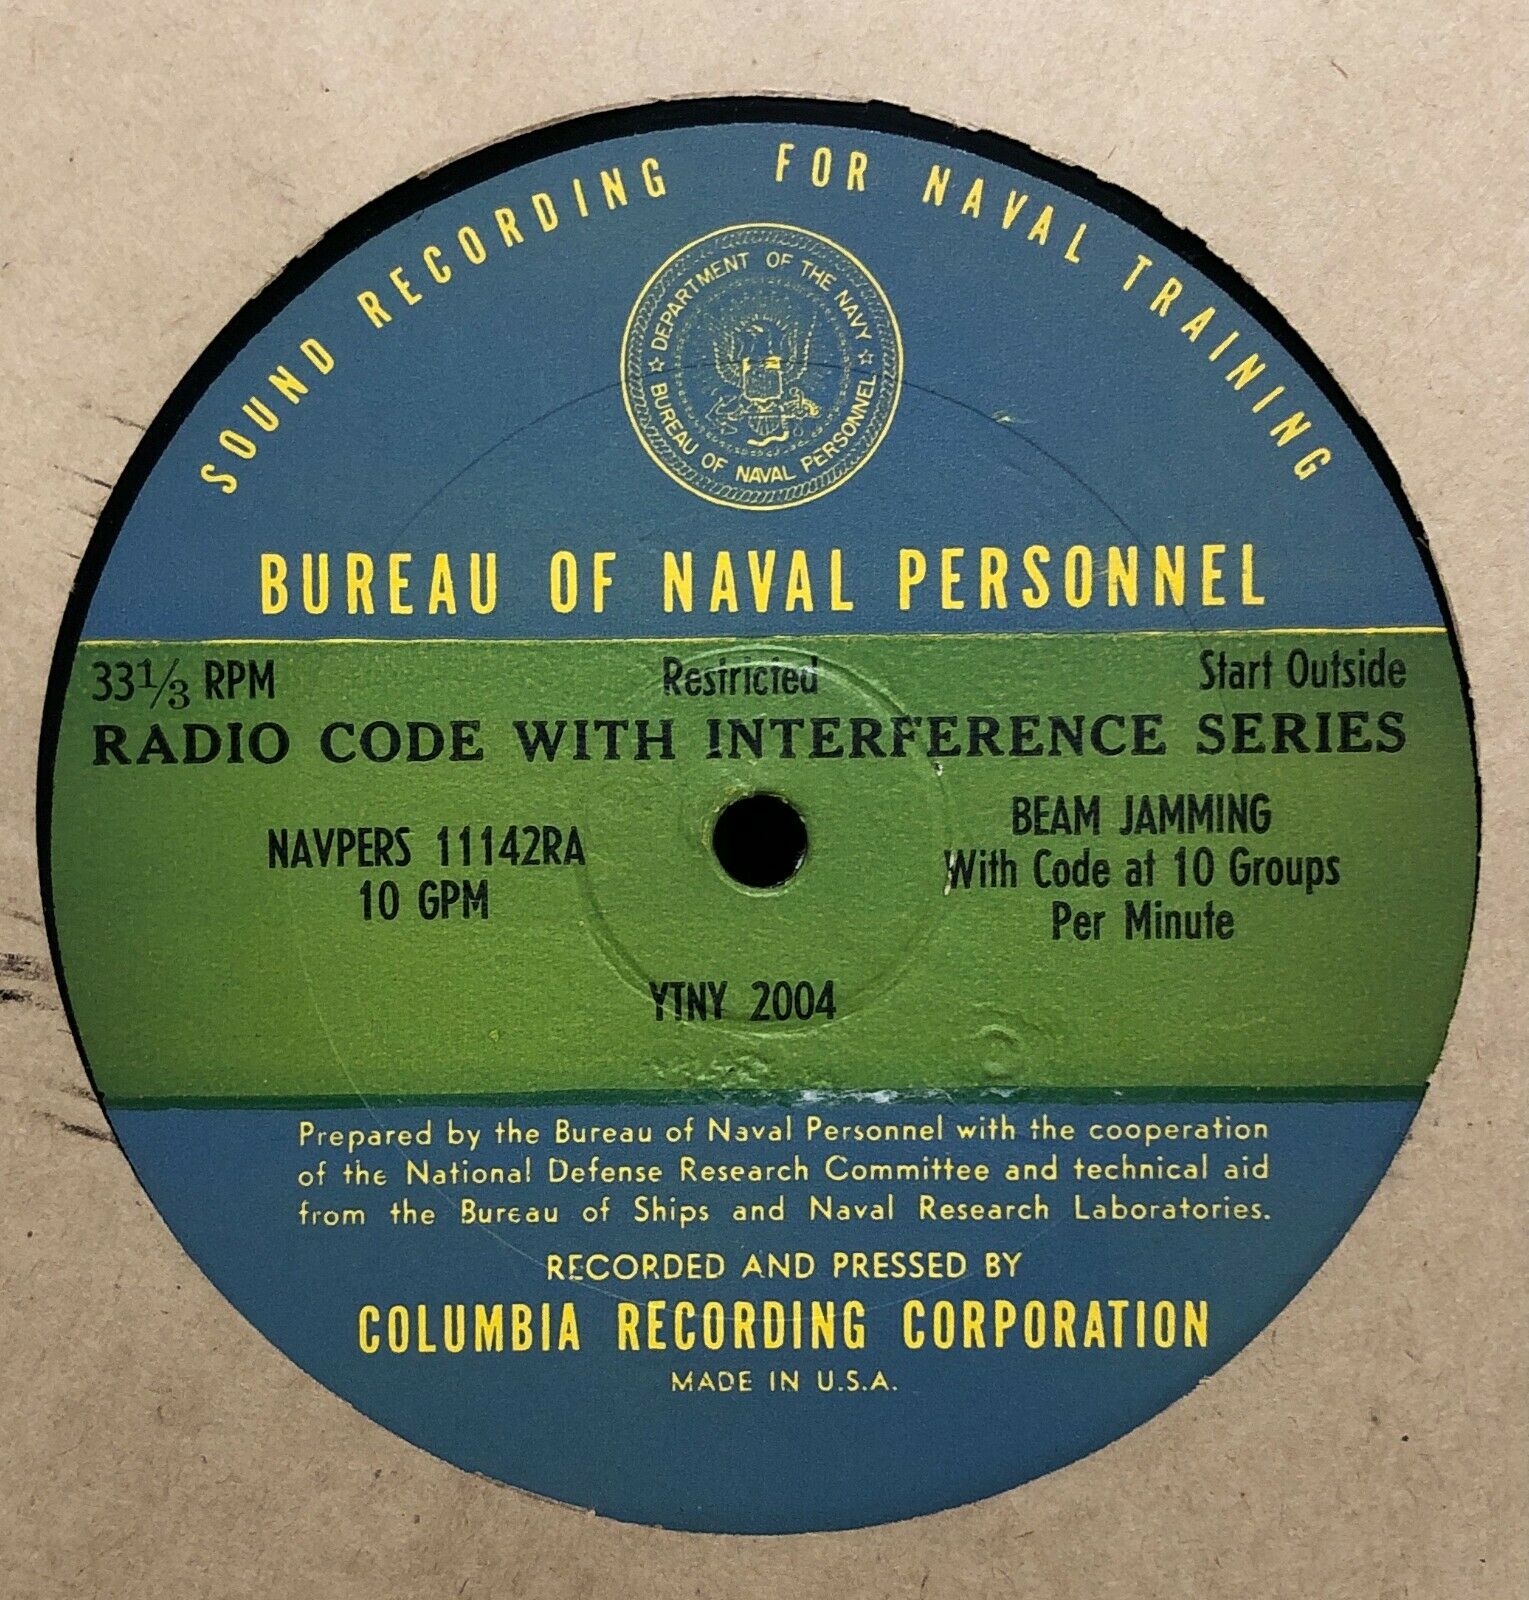 SOUND RECORDING FOR NAVAL TRAINING
DEPARTMENT OF THE NAVY
BUREAU OF NAVAL PERSONNEL
BUREAU OF NAVAL PERSONNEL
33 1/3 RPM Restricted Start Outside
RADIO CODE WITH INTERFERENCE SERIES
NAVPERS 11142RA
10 GPM
BEAM JAMMING
With Code at 10 Groups
Per Minute
YTNY 2004
Prepared by the Bureau of Naval Personnel with the cooperation
of the National Defense Research Committee and technical aid
from the Bureau of Ships and Naval Research Laboratories.
RECORDED AND PRESSED BY
COLUMBIA RECORDING CORPORATION
MADE IN U.S.A.